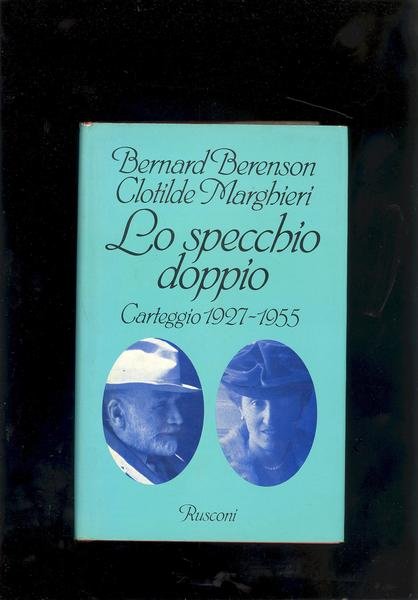 Bernard Berenson
Clotilde Marghieri
Lo specchio
doppio
Carteggio 1927-1955
Rusconi